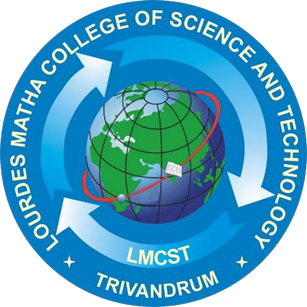 LOURDES MATHA COLLEGE OF SCIENCE AND TECHNOLOGY
LMCST
TRIVANDRUM